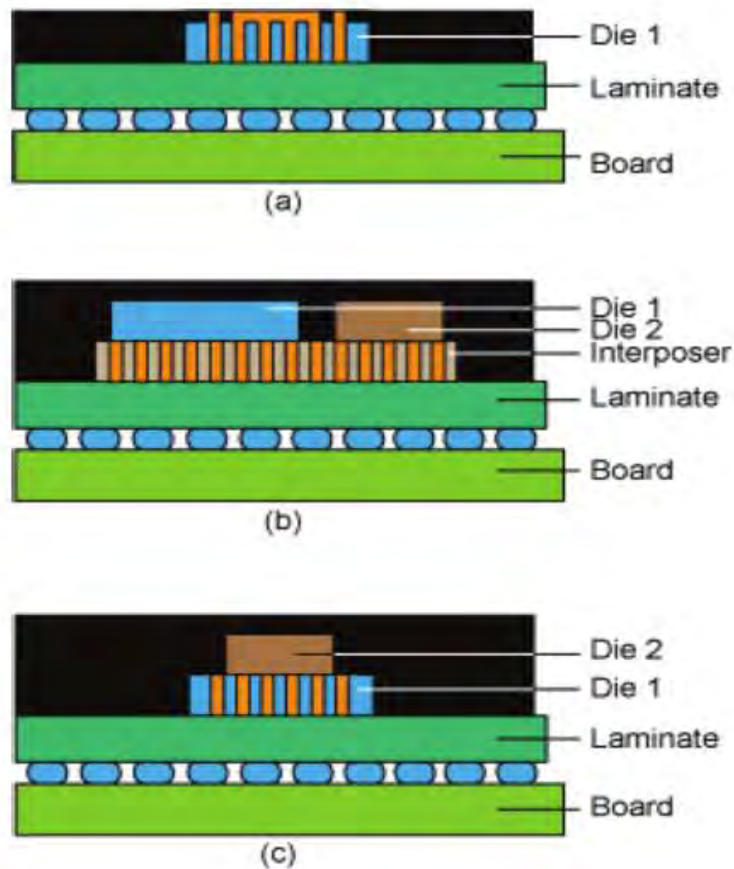 Die 1
Laminate
Board
(a)
Die 1
Die 2
Interposer
Laminate
Board
(b)
Die 2
Die 1
Laminate
Board
(c)